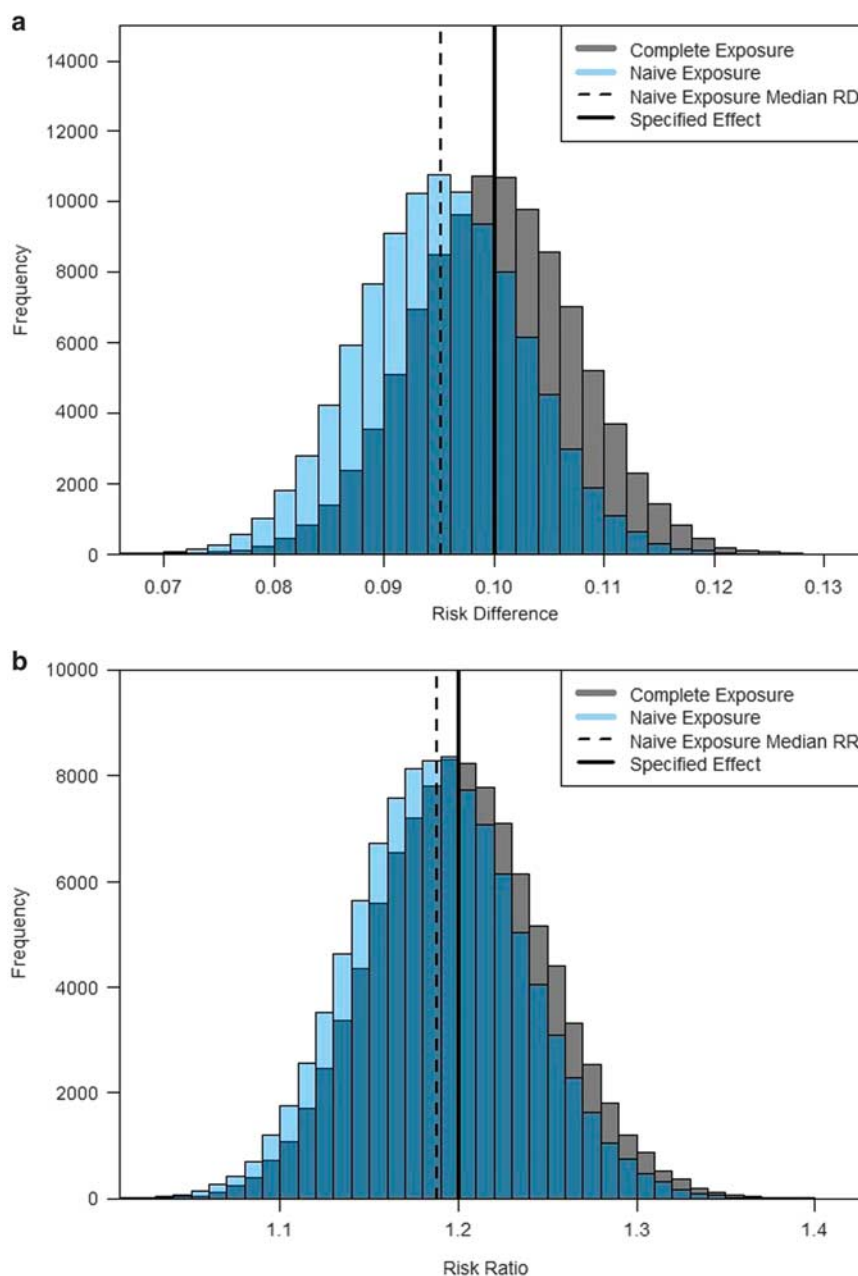 a
14000
12000
10000
8000
6000
4000
2000
0
Frequency
Complete Exposure
Naive Exposure
Naive Exposure Median RD
Specified Effect
0.07 0.08 0.09 0.10 0.11 0.12 0.13
Risk Difference
b
10000
8000
6000
4000
2000
0
Frequency
Complete Exposure
Naive Exposure
Naive Exposure Median RR
Specified Effect
1.1 1.2 1.3 1.4
Risk Ratio